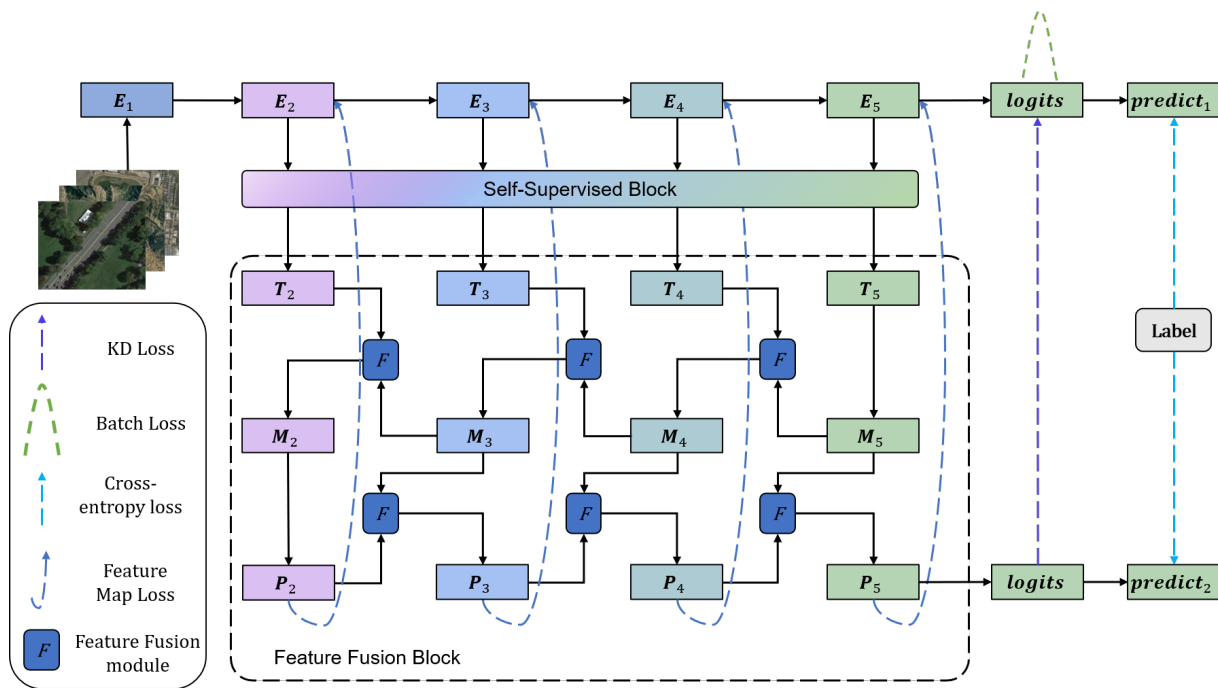 E₁ E₂ E₃ E₄ E₅ logits predict₁
Self-Supervised Block
T₂ T₃ T₄ T₅
F F F
Label
M₂ M₃ M₄ M₅
F F F
P₂ P₃ P₄ P₅ logits predict₂
Feature Fusion Block
KD Loss
Batch Loss
Cross-
entropy loss
Feature
Map Loss
F
Feature Fusion
module